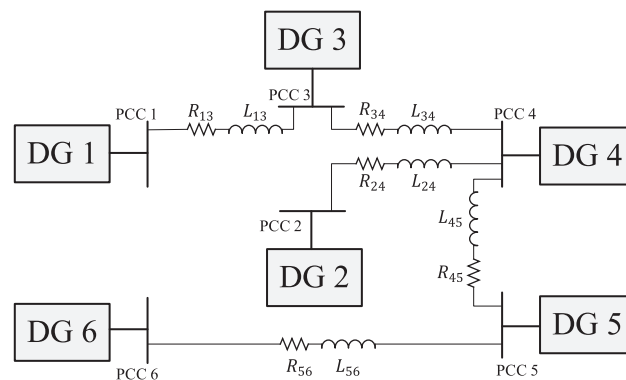 DG 3
PCC 1
R₁₃
L₁₃
PCC 3
R₃₄
L₃₄
PCC 4
DG 1
DG 4
R₂₄
L₂₄
PCC 2
L₄₅
DG 2
R₄₅
DG 6
DG 5
R₅₆
L₅₆
PCC 6
PCC 5